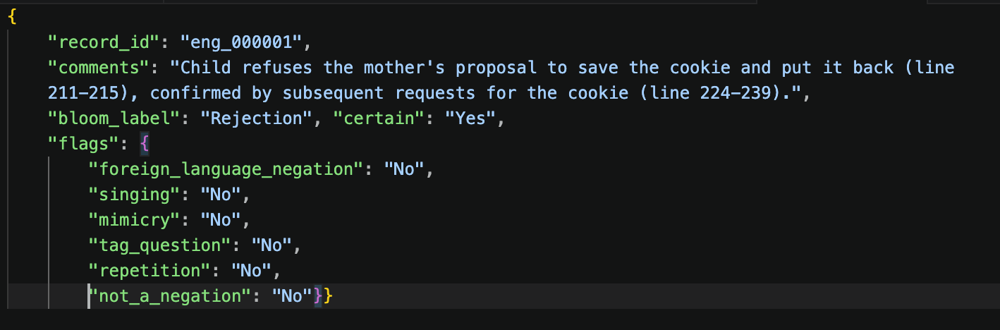 {
"record_id": "eng_000001",
"comments": "Child refuses the mother's proposal to save the cookie and put it back (line
211-215), confirmed by subsequent requests for the cookie (line 224-239).",
"bloom_label": "Rejection", "certain": "Yes",
"flags": {
"foreign_language_negation": "No",
"singing": "No",
"mimicry": "No",
"tag_question": "No",
"repetition": "No",
"not_a_negation": "No"}}